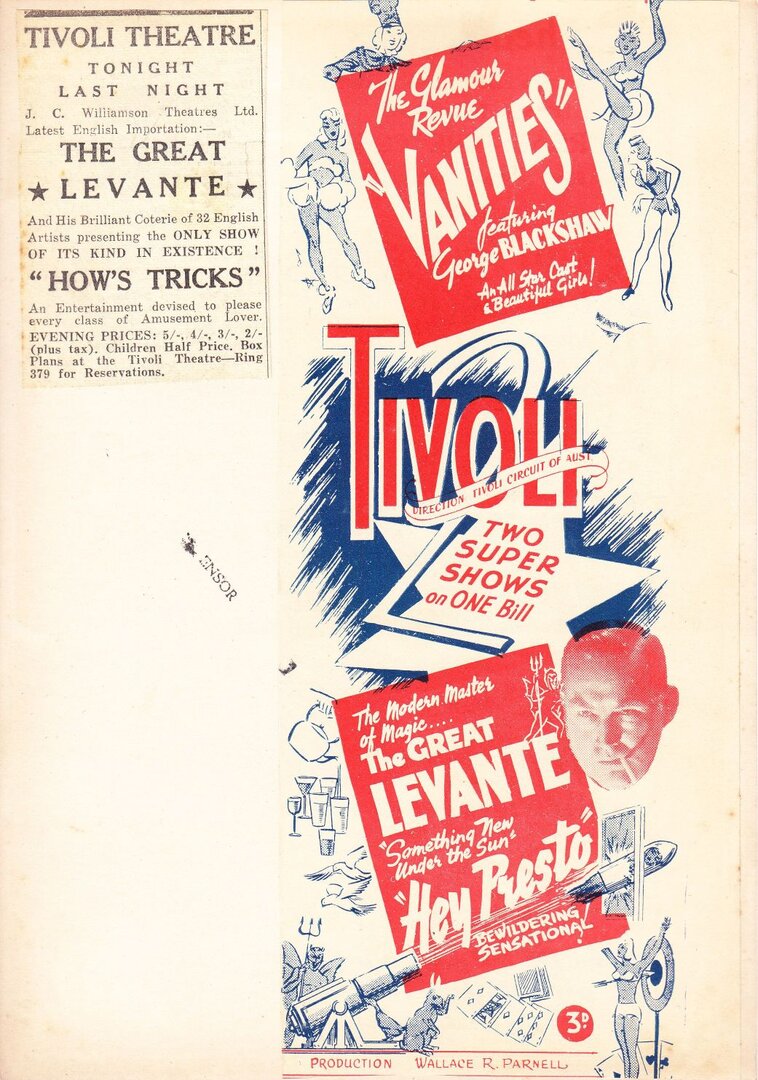 TIVOLI THEATRE
TONIGHT
LAST NIGHT
J. C. Williamson Theatres Ltd.
Latest English Importation:—
THE GREAT
★ LEVANTE ★
And His Brilliant Coterie of 32 English
Artists presenting the ONLY SHOW
OF ITS KIND IN EXISTENCE !
"HOW'S TRICKS"
An Entertainment devised to please
every class of Amusement Lover.
EVENING PRICES: 5/-, 4/-, 3/-, 2/-
(plus tax). Children Half Price. Box
Plans at the Tivoli Theatre—Ring
379 for Reservations.
ENSOR
The Glamour
Revue
"VANITIES"
featuring
George BLACKSHAW
An All Star Cast
& Beautiful Girls!
TIVOLI
DIRECTION TIVOLI CIRCUIT OF AUST.
TWO
SUPER
SHOWS
on ONE Bill
The Modern Master
of Magic....
The GREAT
LEVANTE
"Something New
Under the Sun"
"Hey Presto"
BEWILDERING
SENSATIONAL!
3D.
PRODUCTION WALLACE R. PARNELL